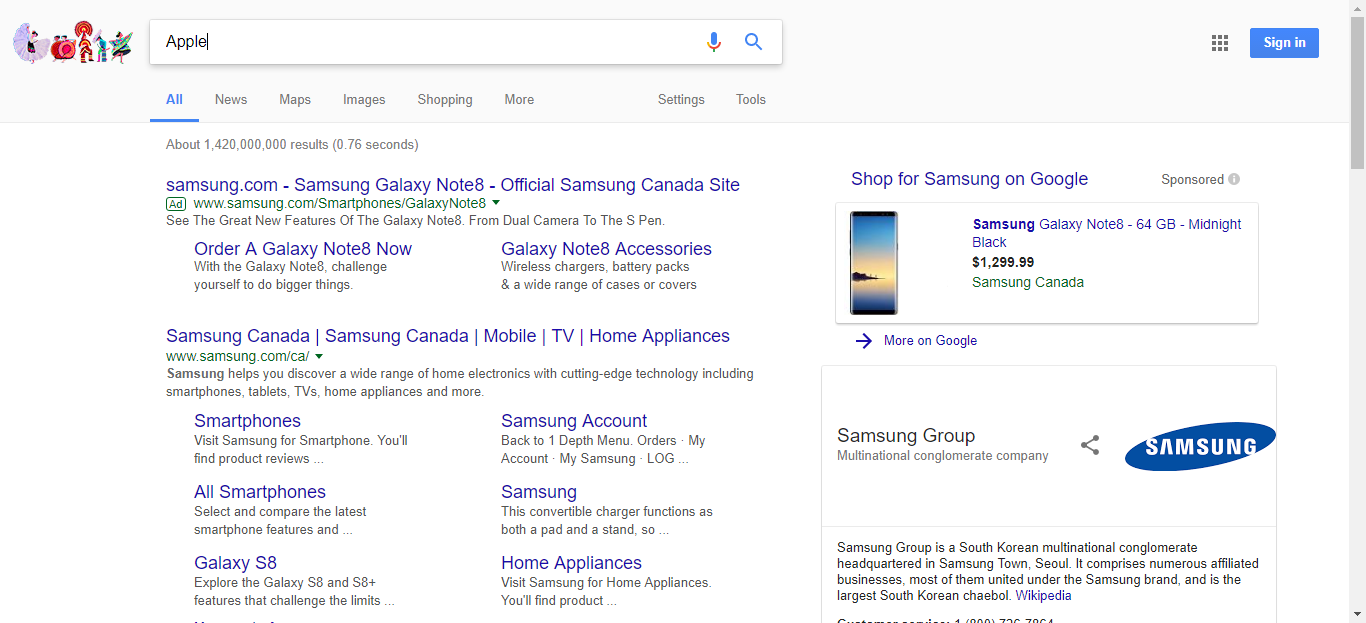 Apple
Sign in
All News Maps Images Shopping More Settings Tools
About 1,420,000,000 results (0.76 seconds)
samsung.com - Samsung Galaxy Note8 - Official Samsung Canada Site
Ad www.samsung.com/Smartphones/GalaxyNote8
See The Great New Features Of The Galaxy Note8. From Dual Camera To The S Pen.
Order A Galaxy Note8 Now
With the Galaxy Note8, challenge
yourself to do bigger things.
Galaxy Note8 Accessories
Wireless chargers, battery packs
& a wide range of cases or covers
Samsung Canada | Samsung Canada | Mobile | TV | Home Appliances
www.samsung.com/ca/
Samsung helps you discover a wide range of home electronics with cutting-edge technology including
smartphones, tablets, TVs, home appliances and more.
Smartphones
Visit Samsung for Smartphone. You'll
find product reviews ...
Samsung Account
Back to 1 Depth Menu. Orders · My
Account · My Samsung · LOG ...
All Smartphones
Select and compare the latest
smartphone features and ...
Samsung
This convertible charger functions as
both a pad and a stand, so ...
Galaxy S8
Explore the Galaxy S8 and S8+
features that challenge the limits ...
Home Appliances
Visit Samsung for Home Appliances.
You'll find product ...
Shop for Samsung on Google
Sponsored
Samsung Galaxy Note8 - 64 GB - Midnight
Black
$1,299.99
Samsung Canada
More on Google
Samsung Group
Multinational conglomerate company
SAMSUNG
Samsung Group is a South Korean multinational conglomerate
headquartered in Samsung Town, Seoul. It comprises numerous affiliated
businesses, most of them united under the Samsung brand, and is the
largest South Korean chaebol. Wikipedia
Customer service: 1 (800) 726-7864